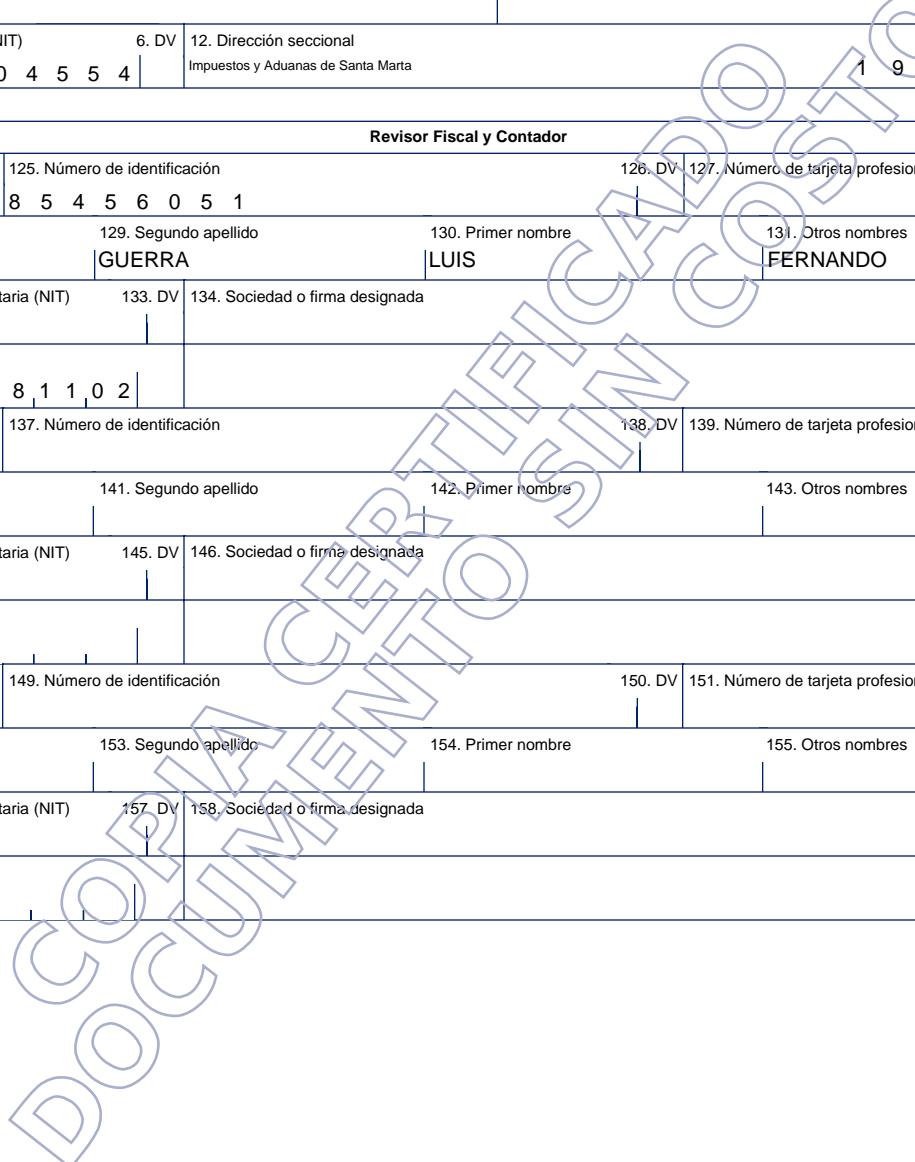 NIT) 6. DV 12. Dirección seccional
0 4 5 5 4 Impuestos y Aduanas de Santa Marta 1 9
Revisor Fiscal y Contador
125. Número de identificación 126. DV 127. Número de tarjeta profesion
8 5 4 5 6 0 5 1
129. Segundo apellido 130. Primer nombre 131. Otros nombres
GUERRA LUIS FERNANDO
taria (NIT) 133. DV 134. Sociedad o firma designada
8 1 1 0 2
137. Número de identificación 138. DV 139. Número de tarjeta profesion
141. Segundo apellido 142. Primer nombre 143. Otros nombres
taria (NIT) 145. DV 146. Sociedad o firma designada
149. Número de identificación 150. DV 151. Número de tarjeta profesion
153. Segundo apellido 154. Primer nombre 155. Otros nombres
taria (NIT) 157. DV 158. Sociedad o firma designada
COPIA CERTIFICADO
DOCUMENTO SIN COSTO